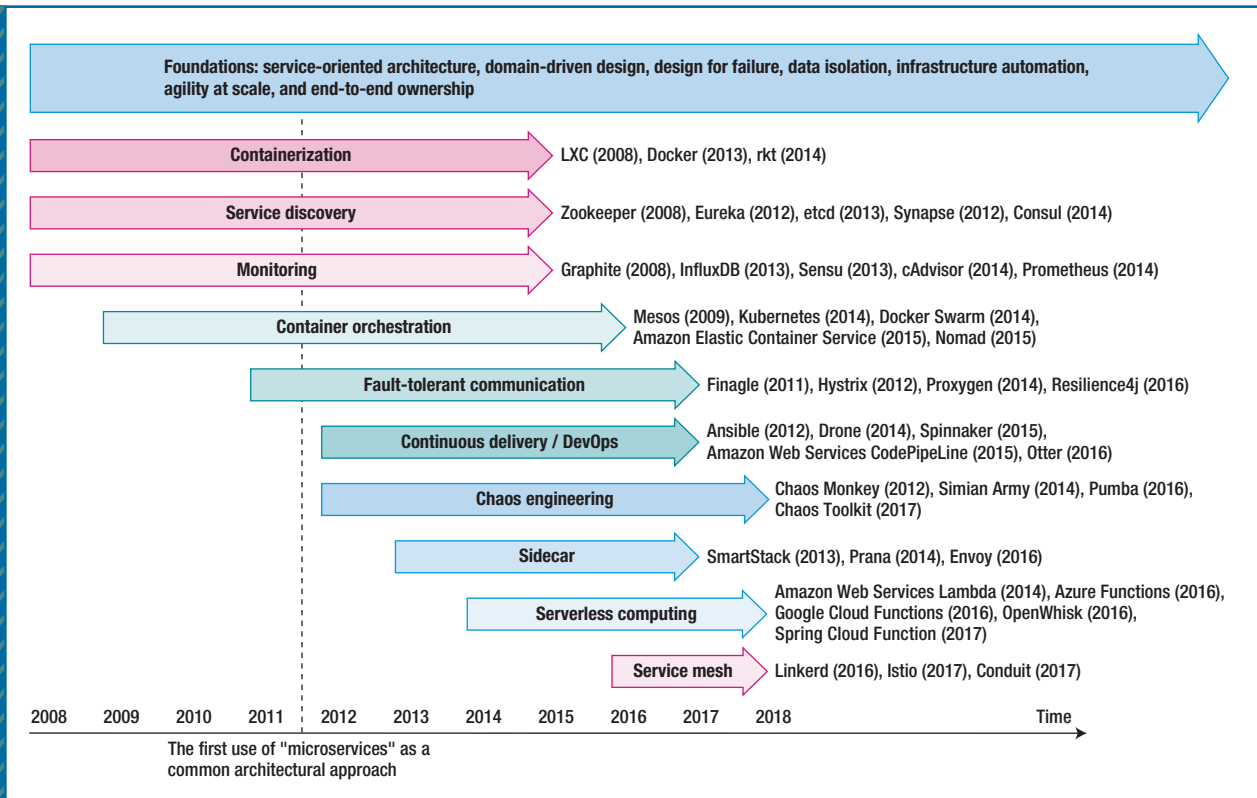 Foundations: service-oriented architecture, domain-driven design, design for failure, data isolation, infrastructure automation,
agility at scale, and end-to-end ownership
Containerization
LXC (2008), Docker (2013), rkt (2014)
Service discovery
Zookeeper (2008), Eureka (2012), etcd (2013), Synapse (2012), Consul (2014)
Monitoring
Graphite (2008), InfluxDB (2013), Sensu (2013), cAdvisor (2014), Prometheus (2014)
Container orchestration
Mesos (2009), Kubernetes (2014), Docker Swarm (2014),
Amazon Elastic Container Service (2015), Nomad (2015)
Fault-tolerant communication
Finagle (2011), Hystrix (2012), Proxygen (2014), Resilience4j (2016)
Continuous delivery / DevOps
Ansible (2012), Drone (2014), Spinnaker (2015),
Amazon Web Services CodePipeLine (2015), Otter (2016)
Chaos engineering
Chaos Monkey (2012), Simian Army (2014), Pumba (2016),
Chaos Toolkit (2017)
Sidecar
SmartStack (2013), Prana (2014), Envoy (2016)
Serverless computing
Amazon Web Services Lambda (2014), Azure Functions (2016),
Google Cloud Functions (2016), OpenWhisk (2016),
Spring Cloud Function (2017)
Service mesh
Linkerd (2016), Istio (2017), Conduit (2017)
2008 2009 2010 2011 2012 2013 2014 2015 2016 2017 2018 Time
The first use of "microservices" as a
common architectural approach